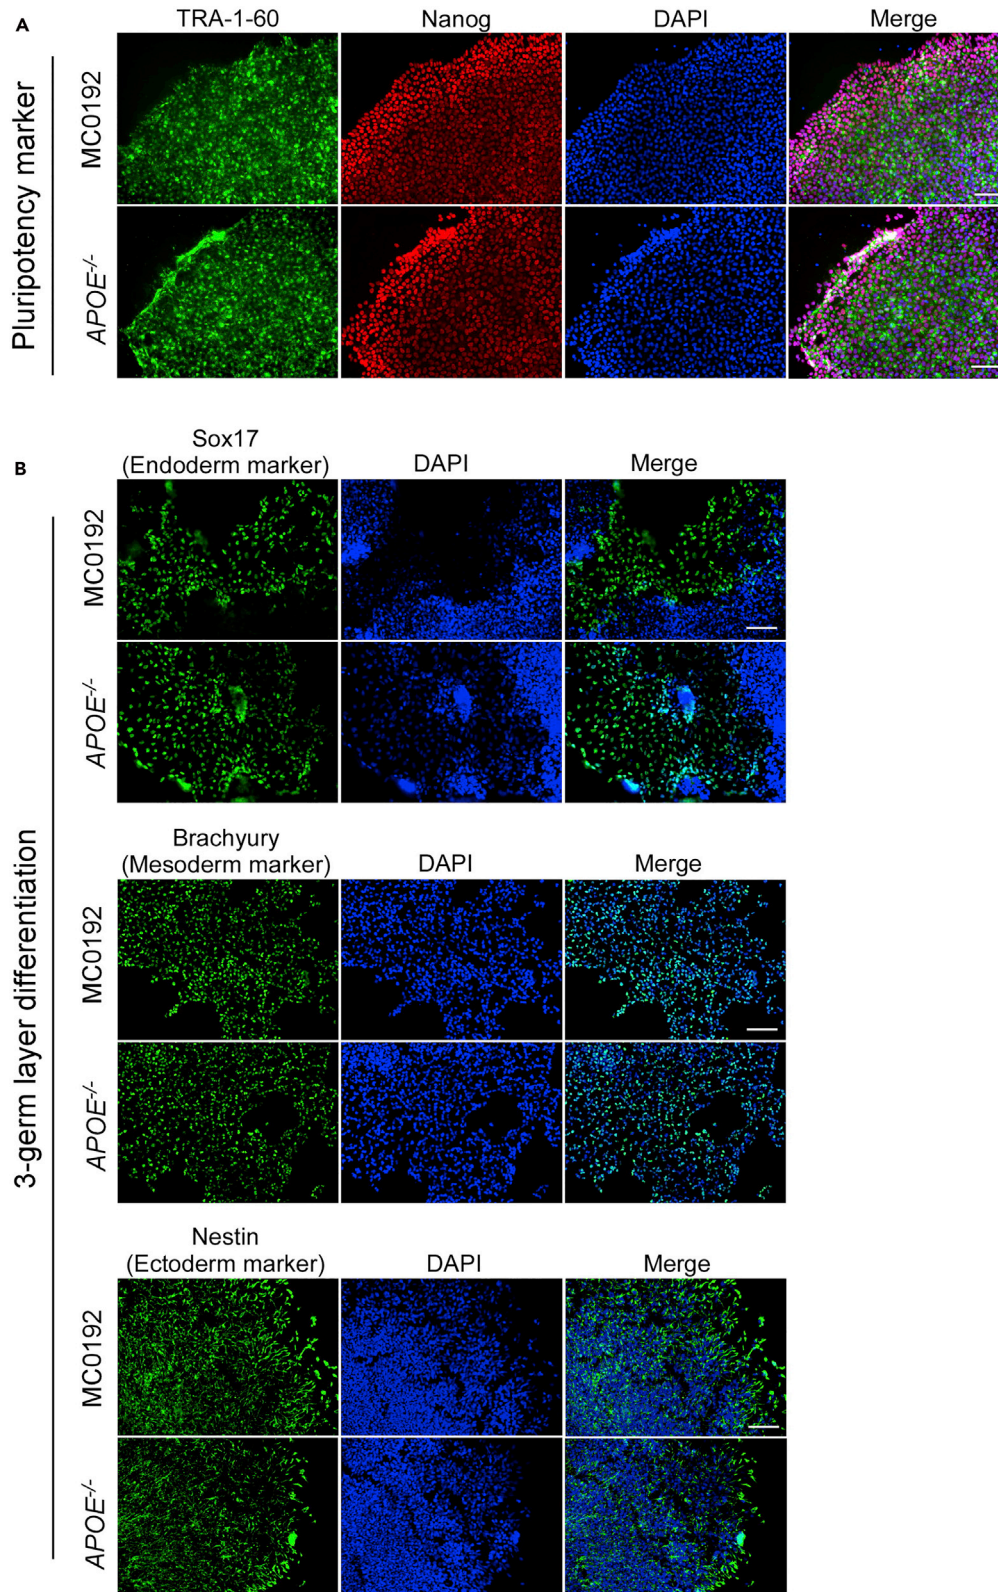 A
TRA-1-60 Nanog DAPI Merge
Pluripotency marker
MC0192
APOE-/-
B
3-germ layer differentiation
Sox17
(Endoderm marker) DAPI Merge
MC0192
APOE-/-
Brachyury
(Mesoderm marker) DAPI Merge
MC0192
APOE-/-
Nestin
(Ectoderm marker) DAPI Merge
MC0192
APOE-/-